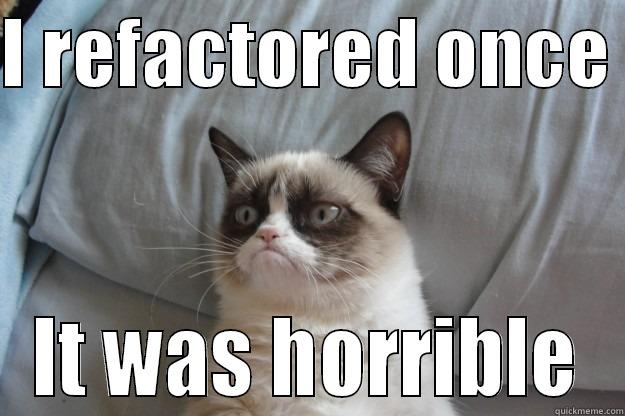 I refactored once
It was horrible
quickmeme.com